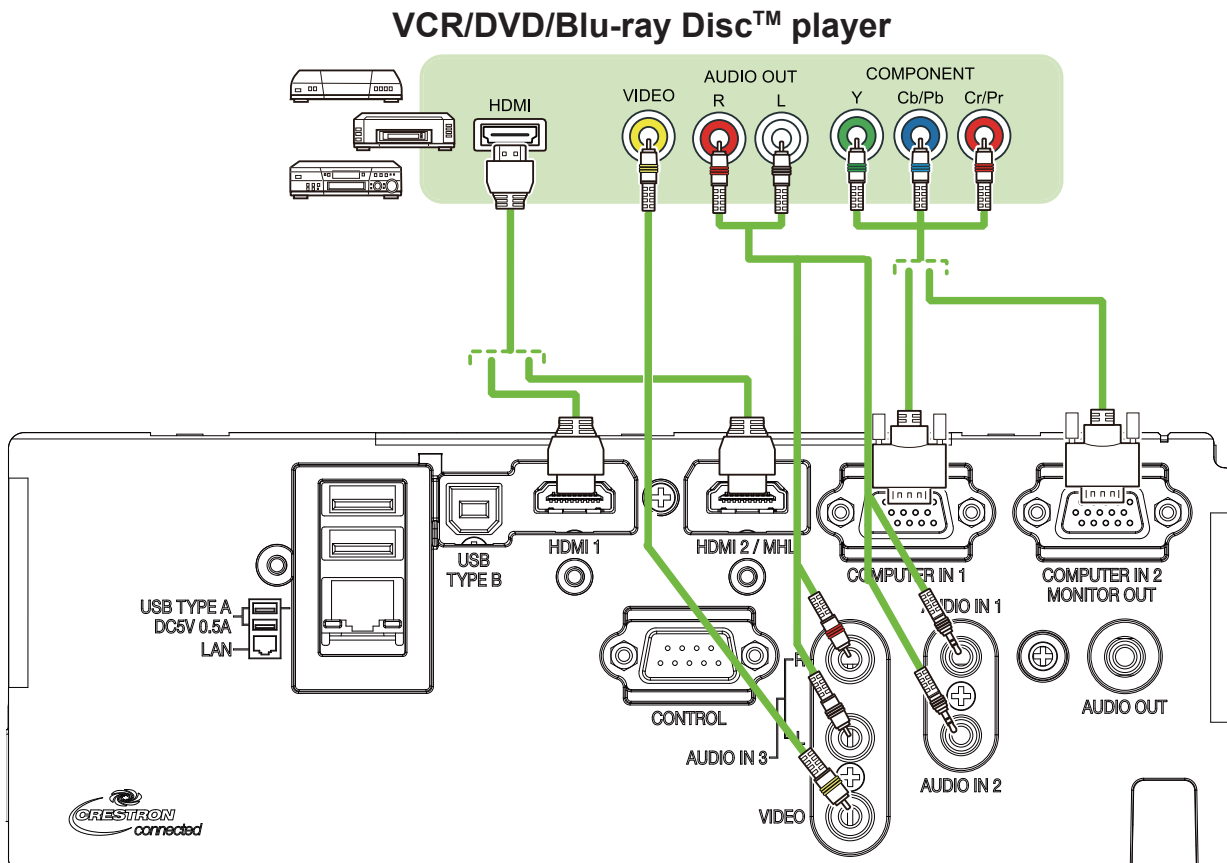 VCR/DVD/Blu-ray Disc™ player
AUDIO OUT
COMPONENT
HDMI
VIDEO
R
L
Y
Cb/Pb
Cr/Pr
USB
TYPE B
HDMI 1
HDMI 2 / MHL
COMPUTER IN 1
COMPUTER IN 2
MONITOR OUT
USB TYPE A
DC5V 0.5A
LAN
AUDIO IN 1
R
CONTROL
AUDIO OUT
L
AUDIO IN 3
AUDIO IN 2
VIDEO
CRESTRON
connected